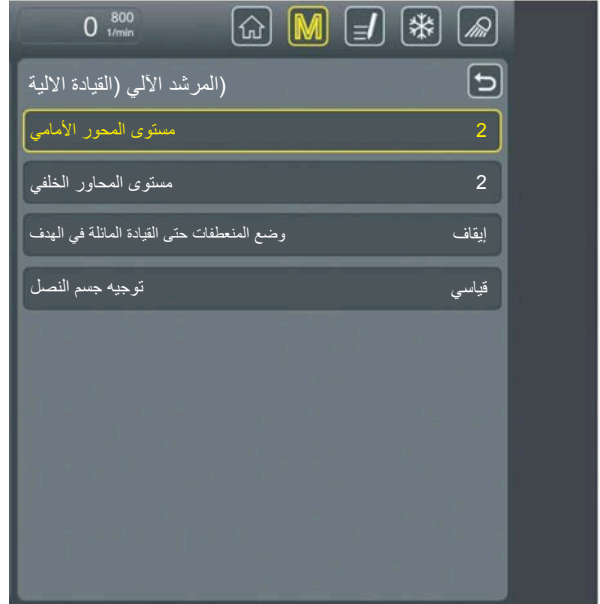 0 800 1/min M
(المرشد الآلي (القيادة الالية
مستوى المحور الأمامي 2
مستوى المحاور الخلفي 2
وضع المنعطفات حتى القيادة المائلة في الهدف إيقاف
توجيه جسم النصل قياسي